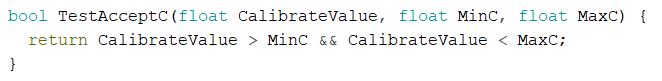 bool TestAcceptC(float CalibrateValue, float MinC, float MaxC) {
  return CalibrateValue > MinC && CalibrateValue < MaxC;
}